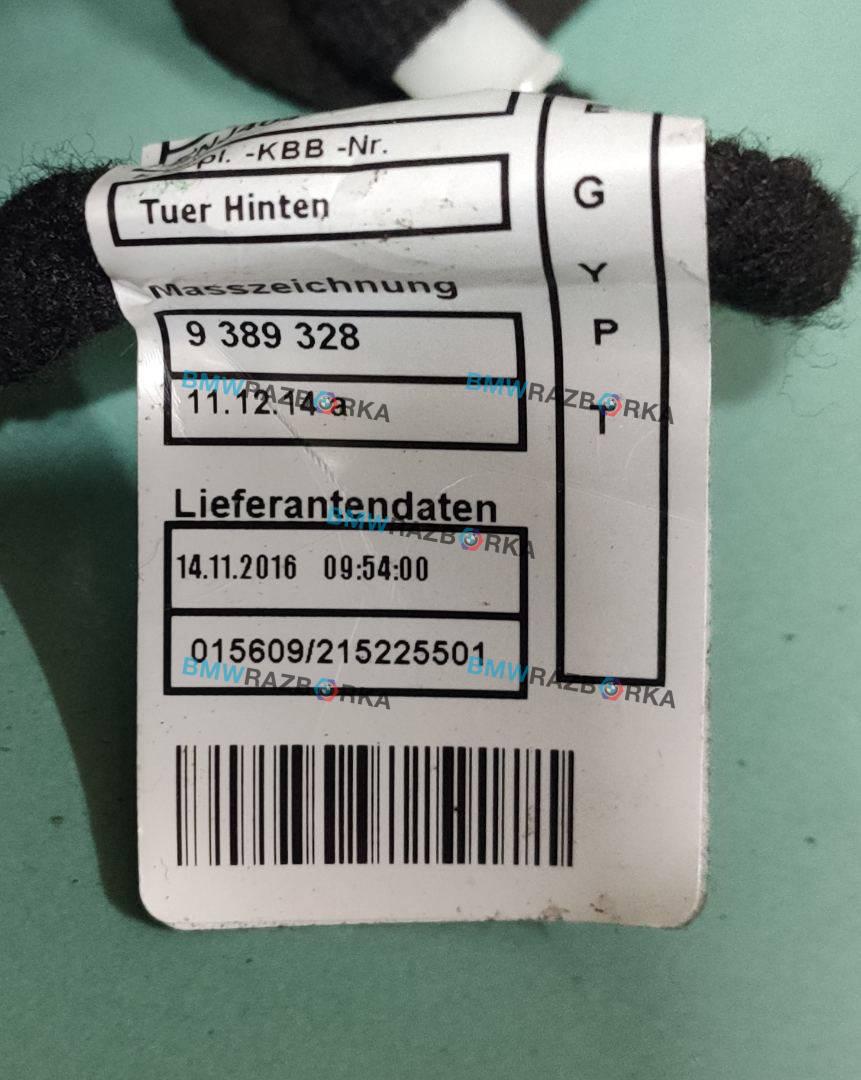 pl. -KBB -Nr.
Tuer Hinten
Masszeichnung
9 389 328
11.12.14 a
Lieferantendaten
14.11.2016 09:54:00
015609/215225501
E
G
Y
P
T
BMWRAZBORKA
BMWRAZBORKA
BMWRAZBORKA
BMWRAZBORKA
BMWRAZBORKA